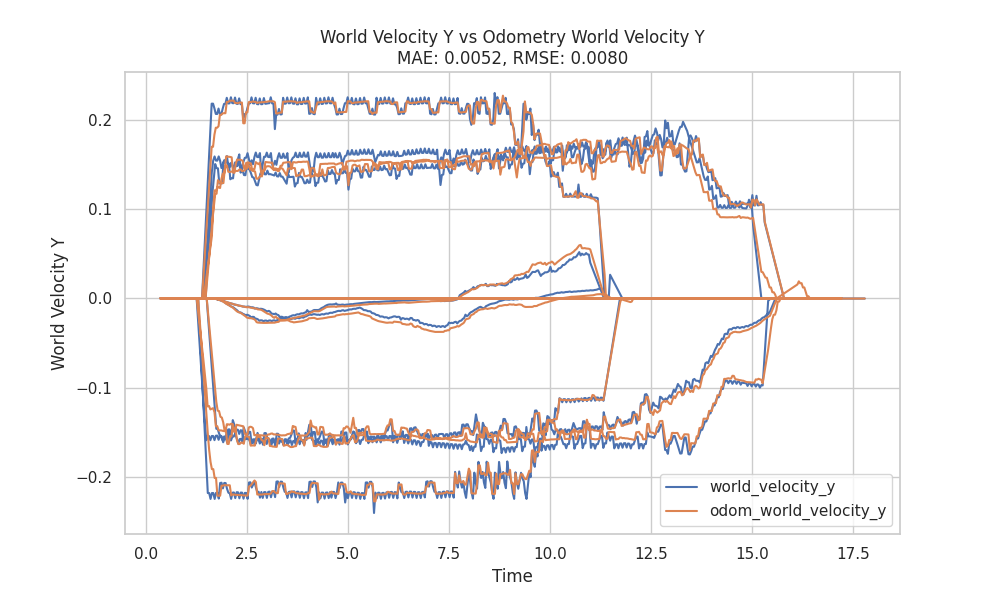 World Velocity Y vs Odometry World Velocity Y
MAE: 0.0052, RMSE: 0.0080
World Velocity Y
0.2
0.1
0.0
−0.1
−0.2
world_velocity_y
odom_world_velocity_y
0.0 2.5 5.0 7.5 10.0 12.5 15.0 17.5
Time